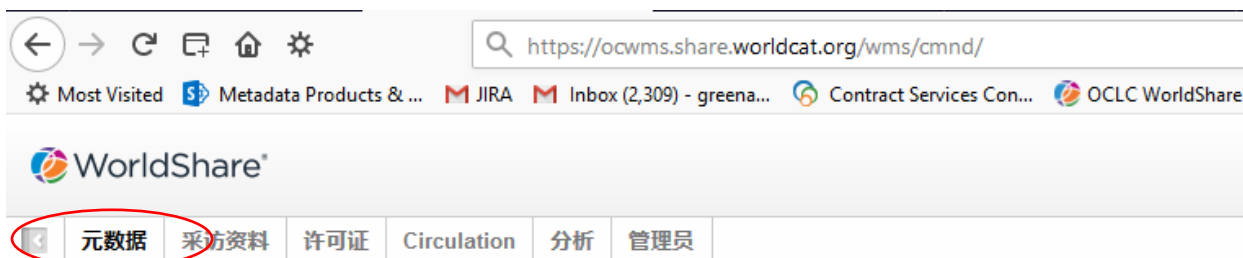 https://ocwms.share.worldcat.org/wms/cmnd/
Most Visited Metadata Products & ... JIRA Inbox (2,309) - greena... Contract Services Con... OCLC WorldShare
WorldShare®
元数据 采访资料 许可证 Circulation 分析 管理员